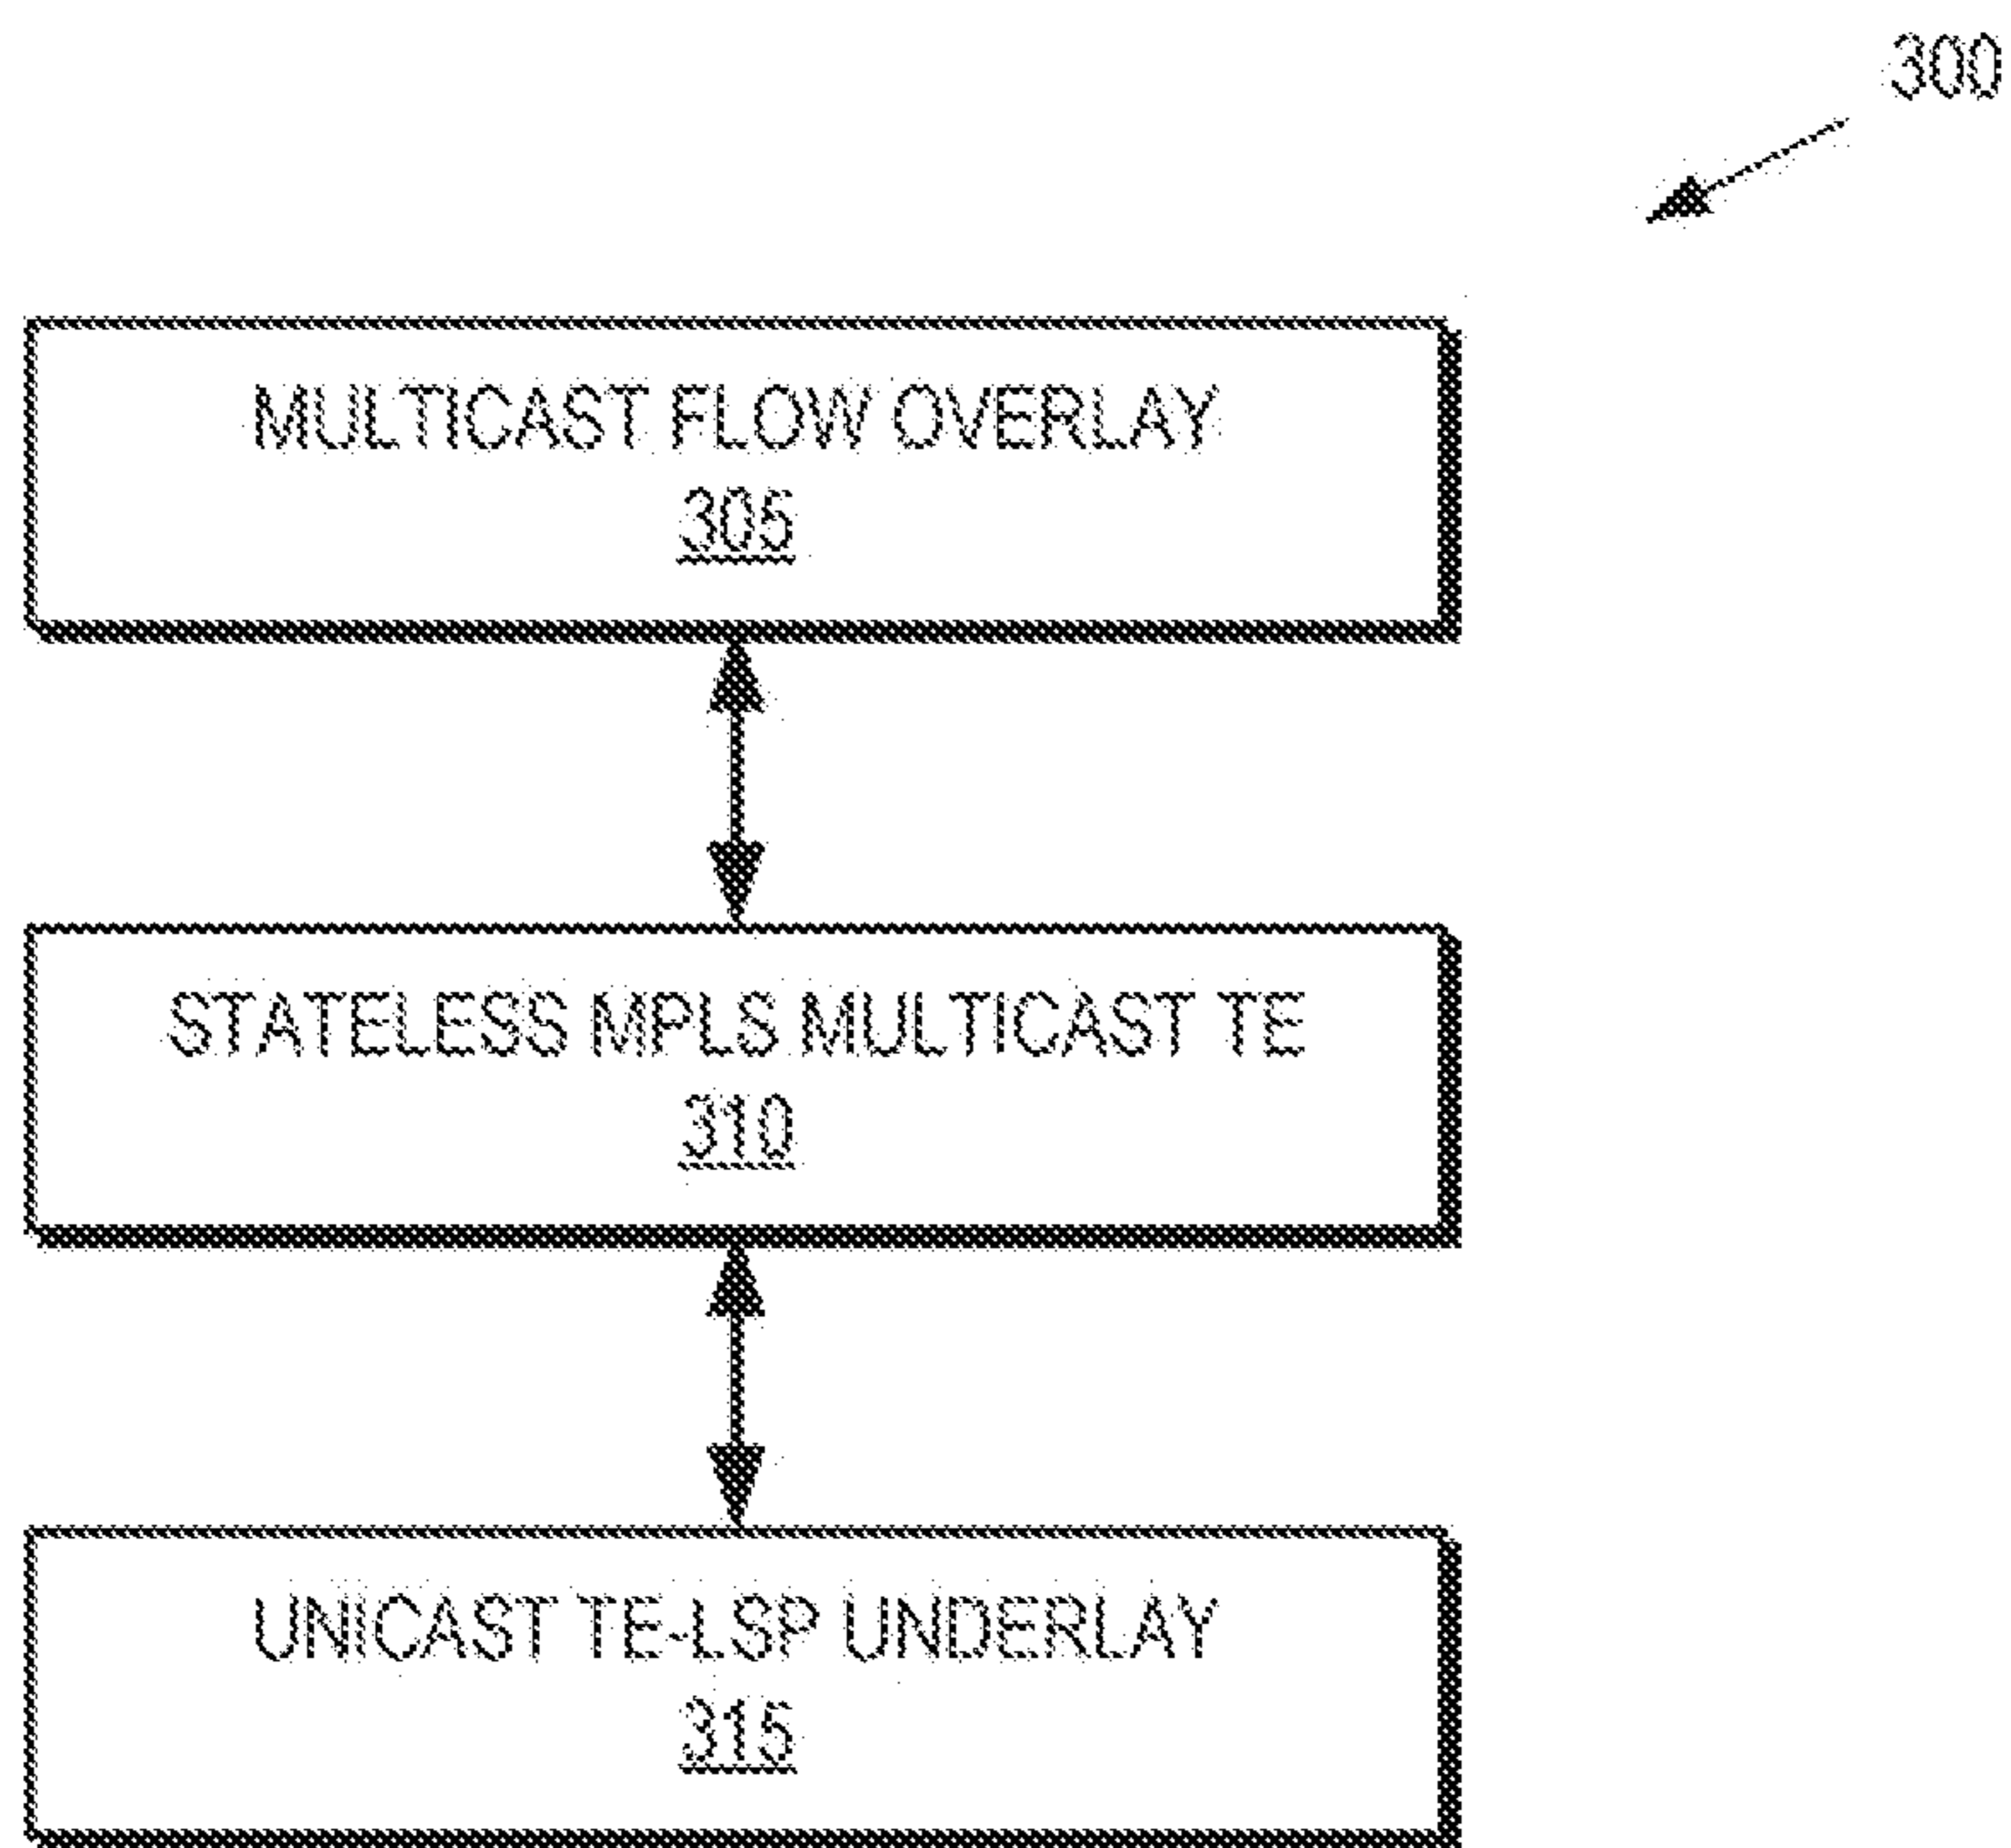 300
MULTICAST FLOW OVERLAY
305
STATELESS MPLS MULTICAST TE
310
UNICAST TE-LSP UNDERLAY
315